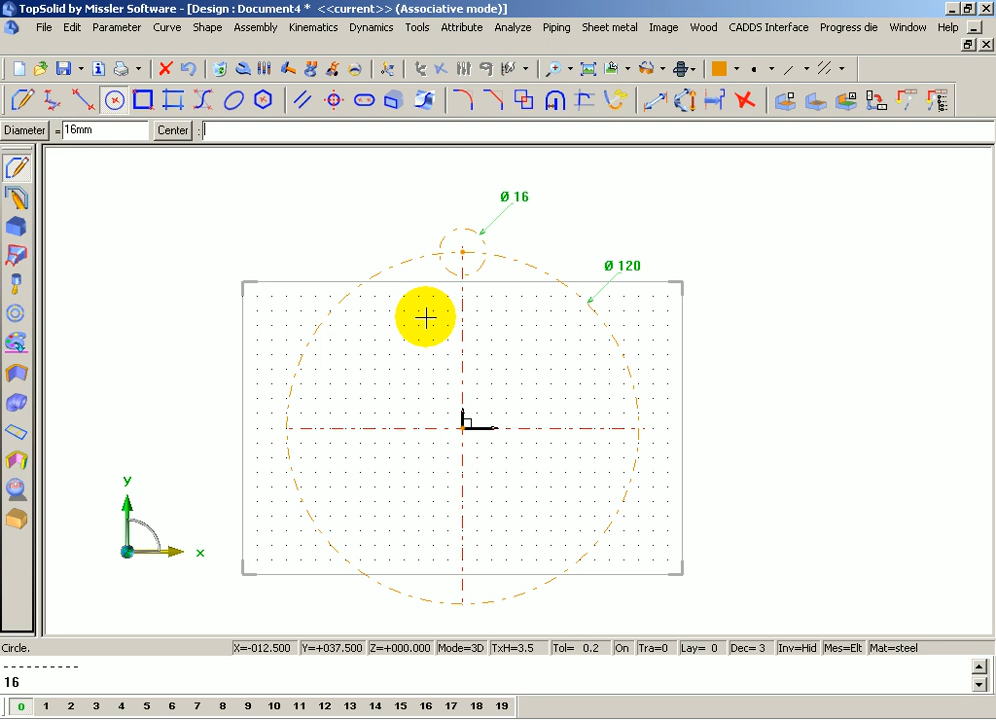 TopSolid by Missler Software - [Design : Document4 * <<current>> (Associative mode)]
File Edit Parameter Curve Shape Assembly Kinematics Dynamics Tools Attribute Analyze Piping Sheet metal Image Wood CADDS Interface Progress die Window Help
Diameter = 16mm Center :
Ø 16
Ø 120
y
x
Circle. X=-012.500 Y=+037.500 Z=+000.000 Mode=3D TxH=3.5 Tol= 0.2 On Tra=0 Lay= 0 Dec= 3 Inv=Hid Mes=Elt Mat=steel
----------
16
0 1 2 3 4 5 6 7 8 9 10 11 12 13 14 15 16 17 18 19